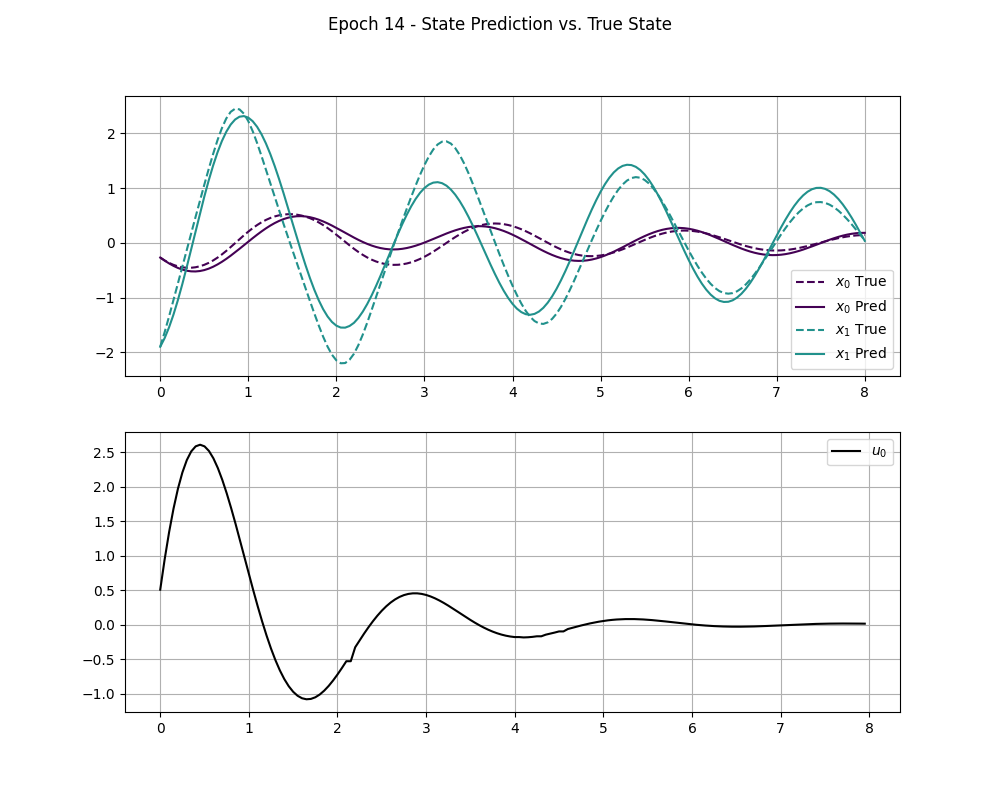 Epoch 14 - State Prediction vs. True State
2
1
0
−1
−2
x₀ True
x₀ Pred
x₁ True
x₁ Pred
0 1 2 3 4 5 6 7 8
2.5
2.0
1.5
1.0
0.5
0.0
−0.5
−1.0
u₀
0 1 2 3 4 5 6 7 8